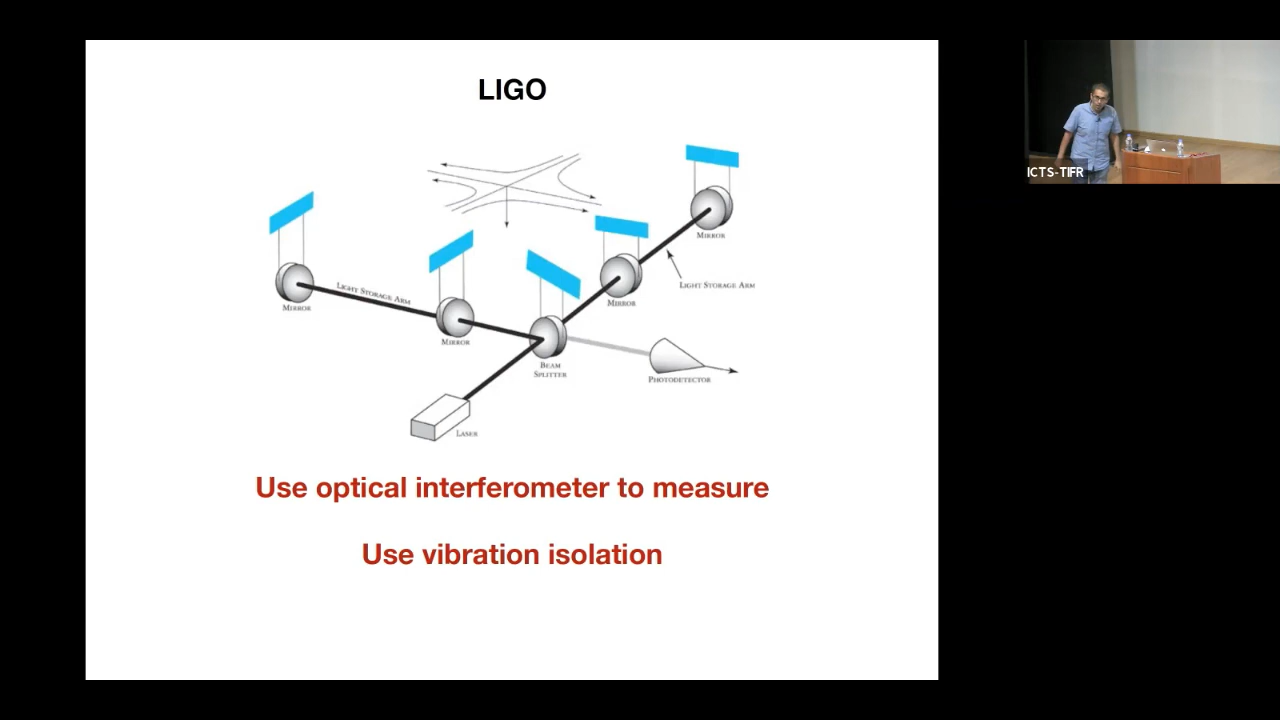 LIGO
ICTS-TIFR
MIRROR
LIGHT STORAGE ARM
MIRROR
LIGHT STORAGE ARM
MIRROR
MIRROR
BEAM
SPLITTER
PHOTODETECTOR
LASER
Use optical interferometer to measure
Use vibration isolation